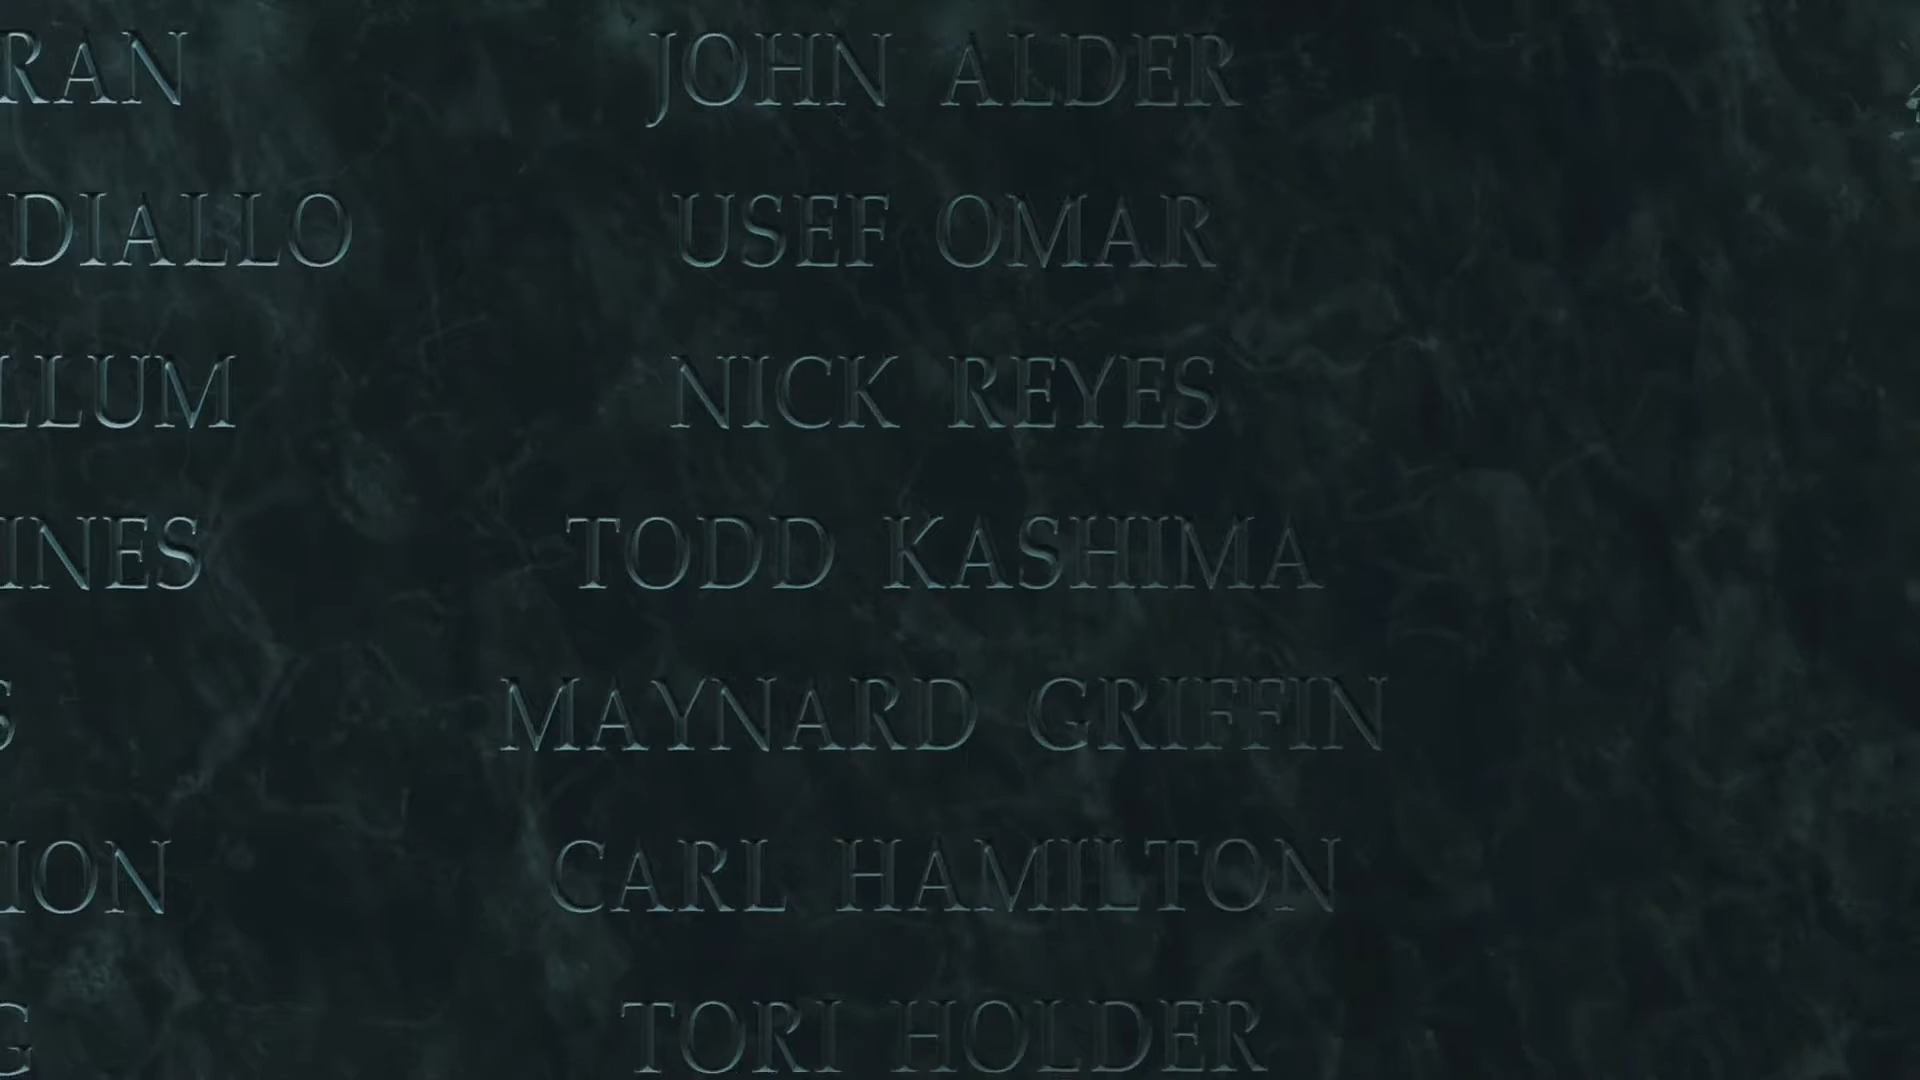 RAN JOHN ALDER
DIALLO USEF OMAR
LLUM NICK REYES
INES TODD KASHIMA
S MAYNARD GRIFFIN
ION CARL HAMILTON
G TORI HOLDER